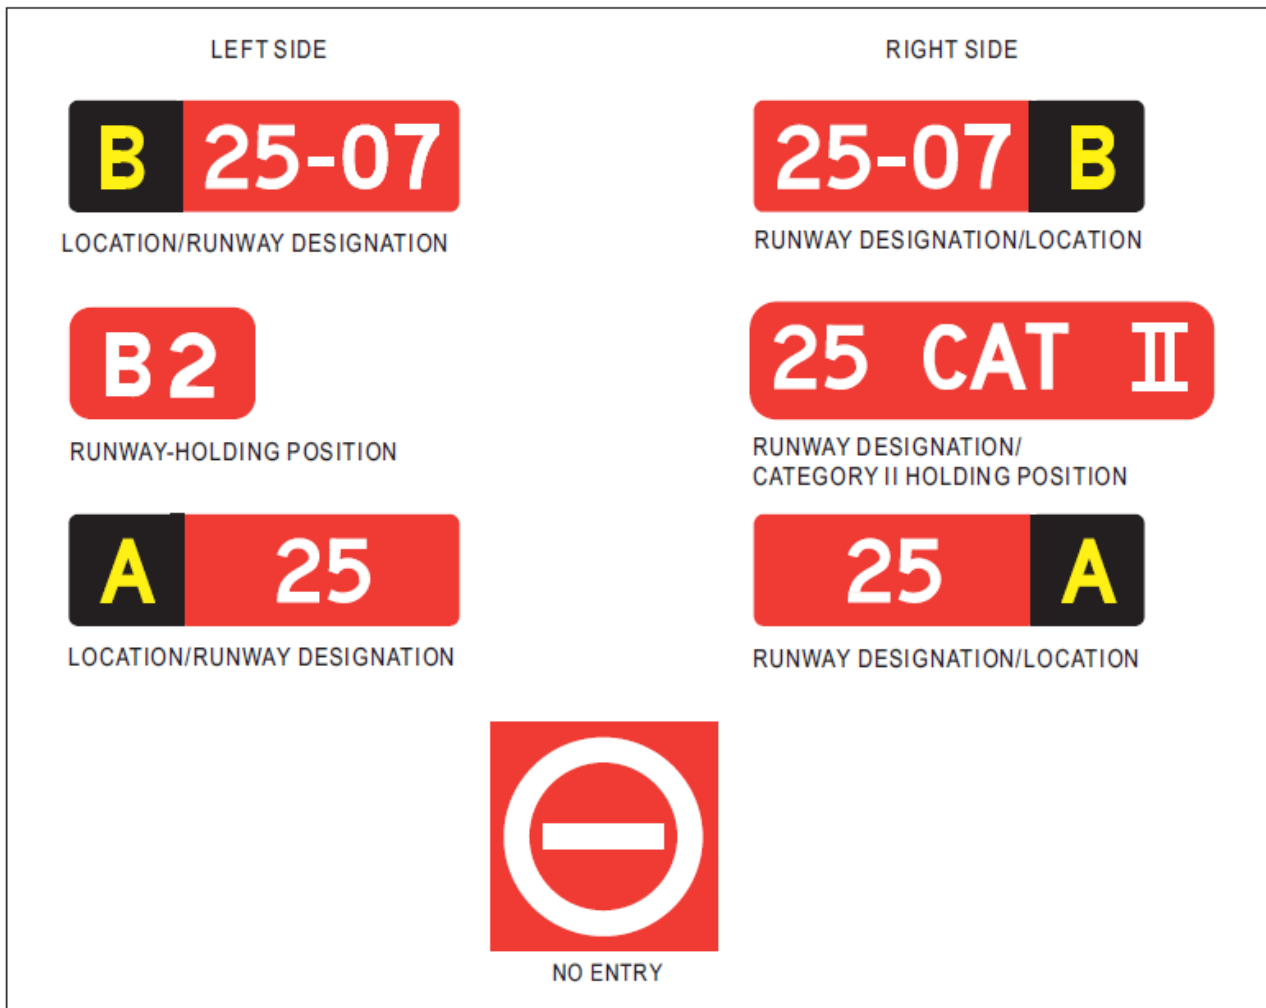 LEFT SIDE
RIGHT SIDE
B 25-07
25-07 B
LOCATION/RUNWAY DESIGNATION
RUNWAY DESIGNATION/LOCATION
B2
25 CAT II
RUNWAY-HOLDING POSITION
RUNWAY DESIGNATION/
CATEGORY II HOLDING POSITION
A 25
25 A
LOCATION/RUNWAY DESIGNATION
RUNWAY DESIGNATION/LOCATION
NO ENTRY